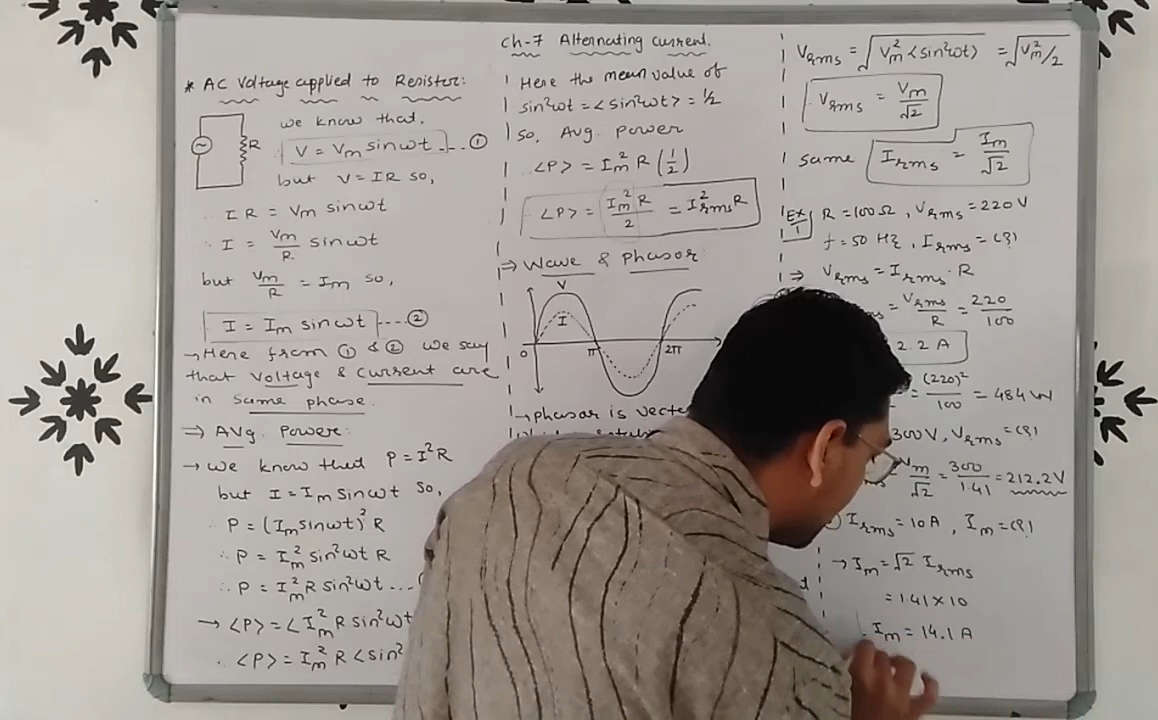 Ch-7 Alternating current.
* AC Voltage applied to Resistor:
we know that,
R
V = Vm sinωt ... ①
but V = IR so,
∴ IR = Vm sinωt
∴ I = Vm/R sinωt
but Vm/R = Im so,
I = Im sinωt ... ②
→ Here from ① & ② we say
that Voltage & Current are
in same phase.
⇒ Avg. Power:
→ we know that P = I²R
but I = Im sinωt so,
∴ P = (Im sinωt)² R
∴ P = Im² sin²ωt R
∴ P = Im² R sin²ωt ...
→ <P> = <Im² R sin²ωt
∴ <P> = Im² R <sin²
Here the mean value of
sin²ωt = <sin²ωt> = 1/2
so, Avg. power
<P> = Im² R (1/2)
<P> = Im² R/2 = I²rms R
⇒ Wave & phasor:
V
I
0 π 2π
↳ phasor is
Vrms = √Vm² <sin²ωt> = √Vm²/2
Vrms = Vm/√2
same Irms = Im/√2
Ex/1 R = 100 Ω, Vrms = 220 V
f = 50 Hz, Irms = (?)
⇒ Vrms = Irms · R
= Vrms/R = 220/100
2.2 A
= (220)²/100 = 484 W
300V, Vrms = (?)
Vm/√2 = 300/1.41 = 212.2V
Irms = 10A, Im = (?)
→ Im = √2 Irms
= 1.41 × 10
Im = 14.1 A